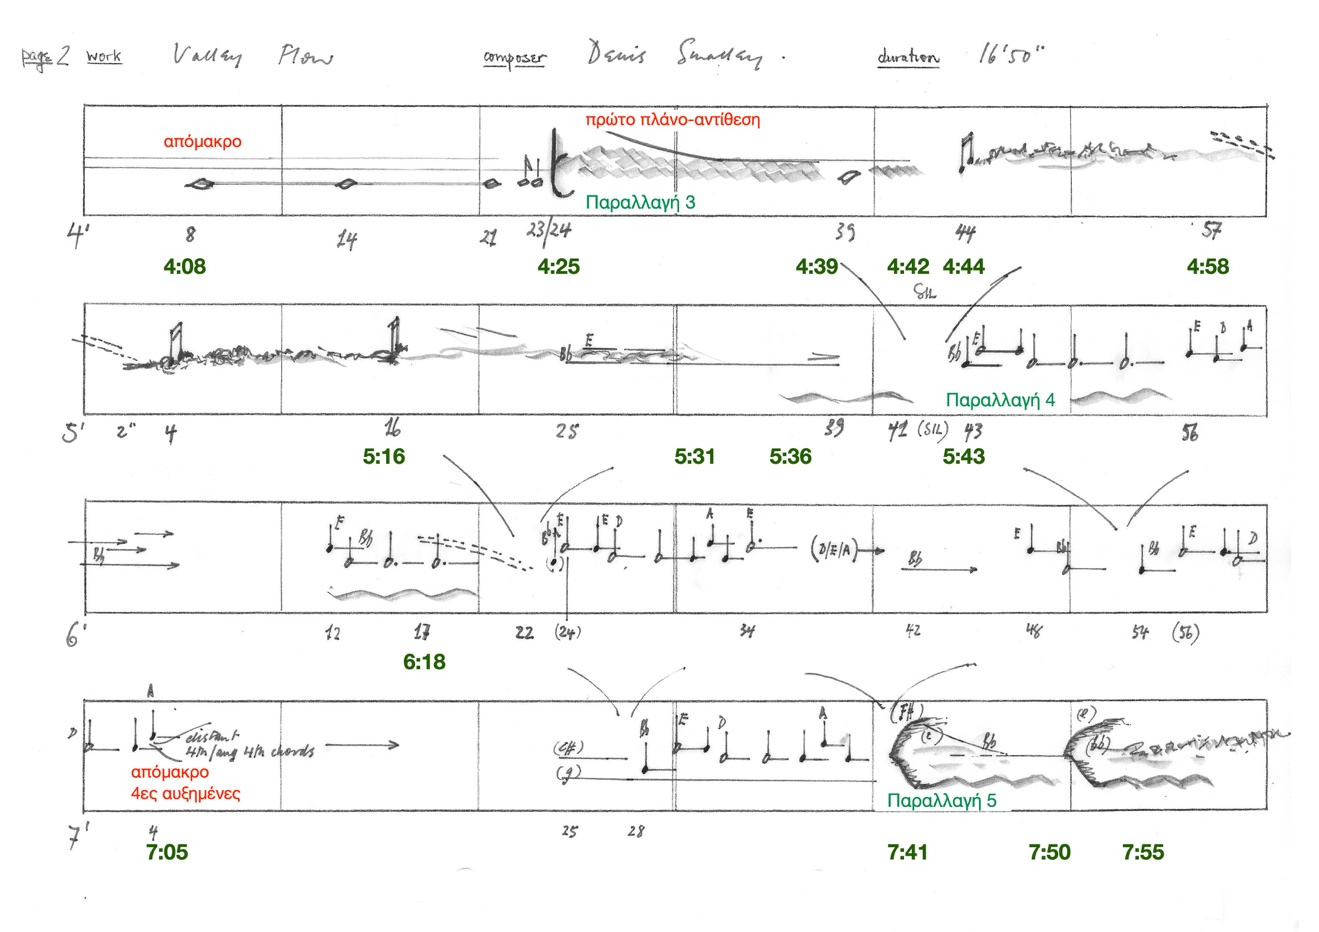 page 2 work Valley Flow composer Denis Smalley. duration 16'50"
απόμακρο πρώτο πλάνο-αντίθεση
Παραλλαγή 3
4' 8 14 21 23/24 39 44 57
4:08 4:25 4:39 4:42 4:44 4:58
SIL
Bb E Bb E E D A
Παραλλαγή 4
5' 2" 4 16 25 39 41 (SIL) 43 56
5:16 5:31 5:36 5:43
Bb E Bb Bb A E E D A E (D/E/A) Bb E Bb Bb E D
6' 12 17 22 (24) 34 42 48 54 (56)
6:18
A
D distant (c#) Bb E D A (F#) (e) Bb (e) (bb)
4th/aug 4th chords (g)
απόμακρο
4ες αυξημένες
Παραλλαγή 5
7' 4 25 28
7:05 7:41 7:50 7:55